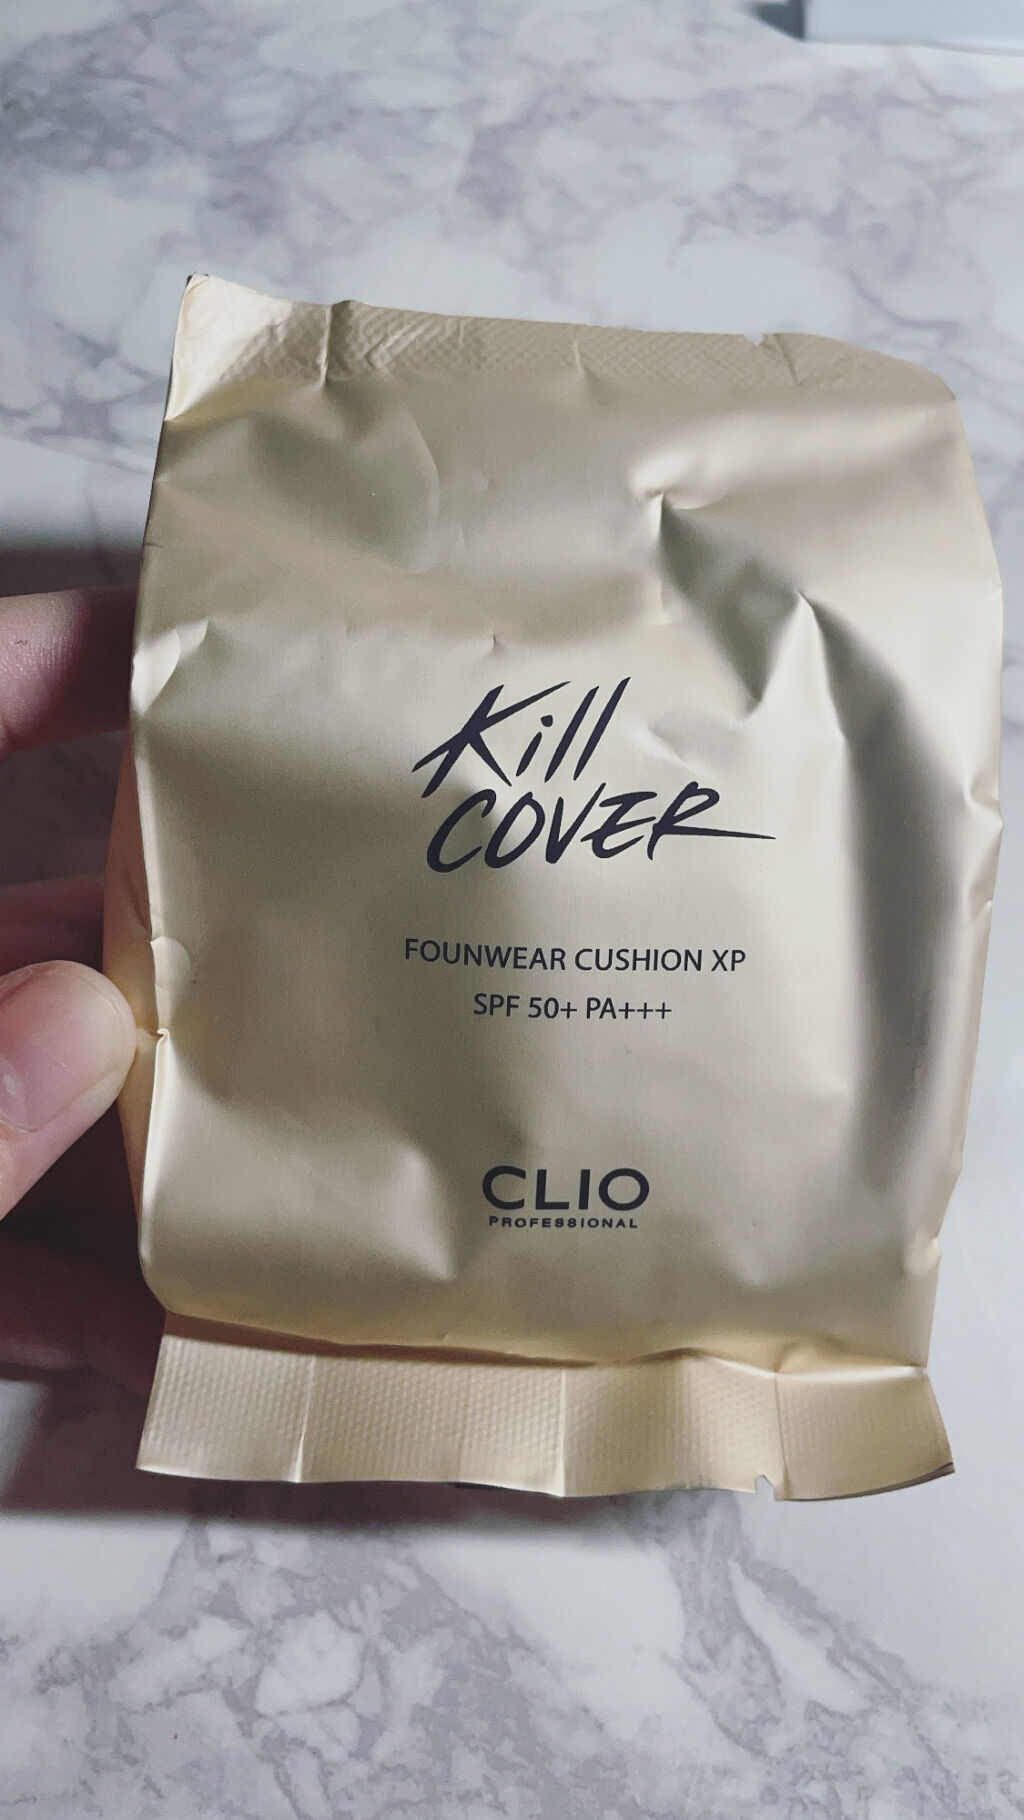 Kill
COVER
FOUNWEAR CUSHION XP
SPF 50+ PA+++
CLIO
PROFESSIONAL